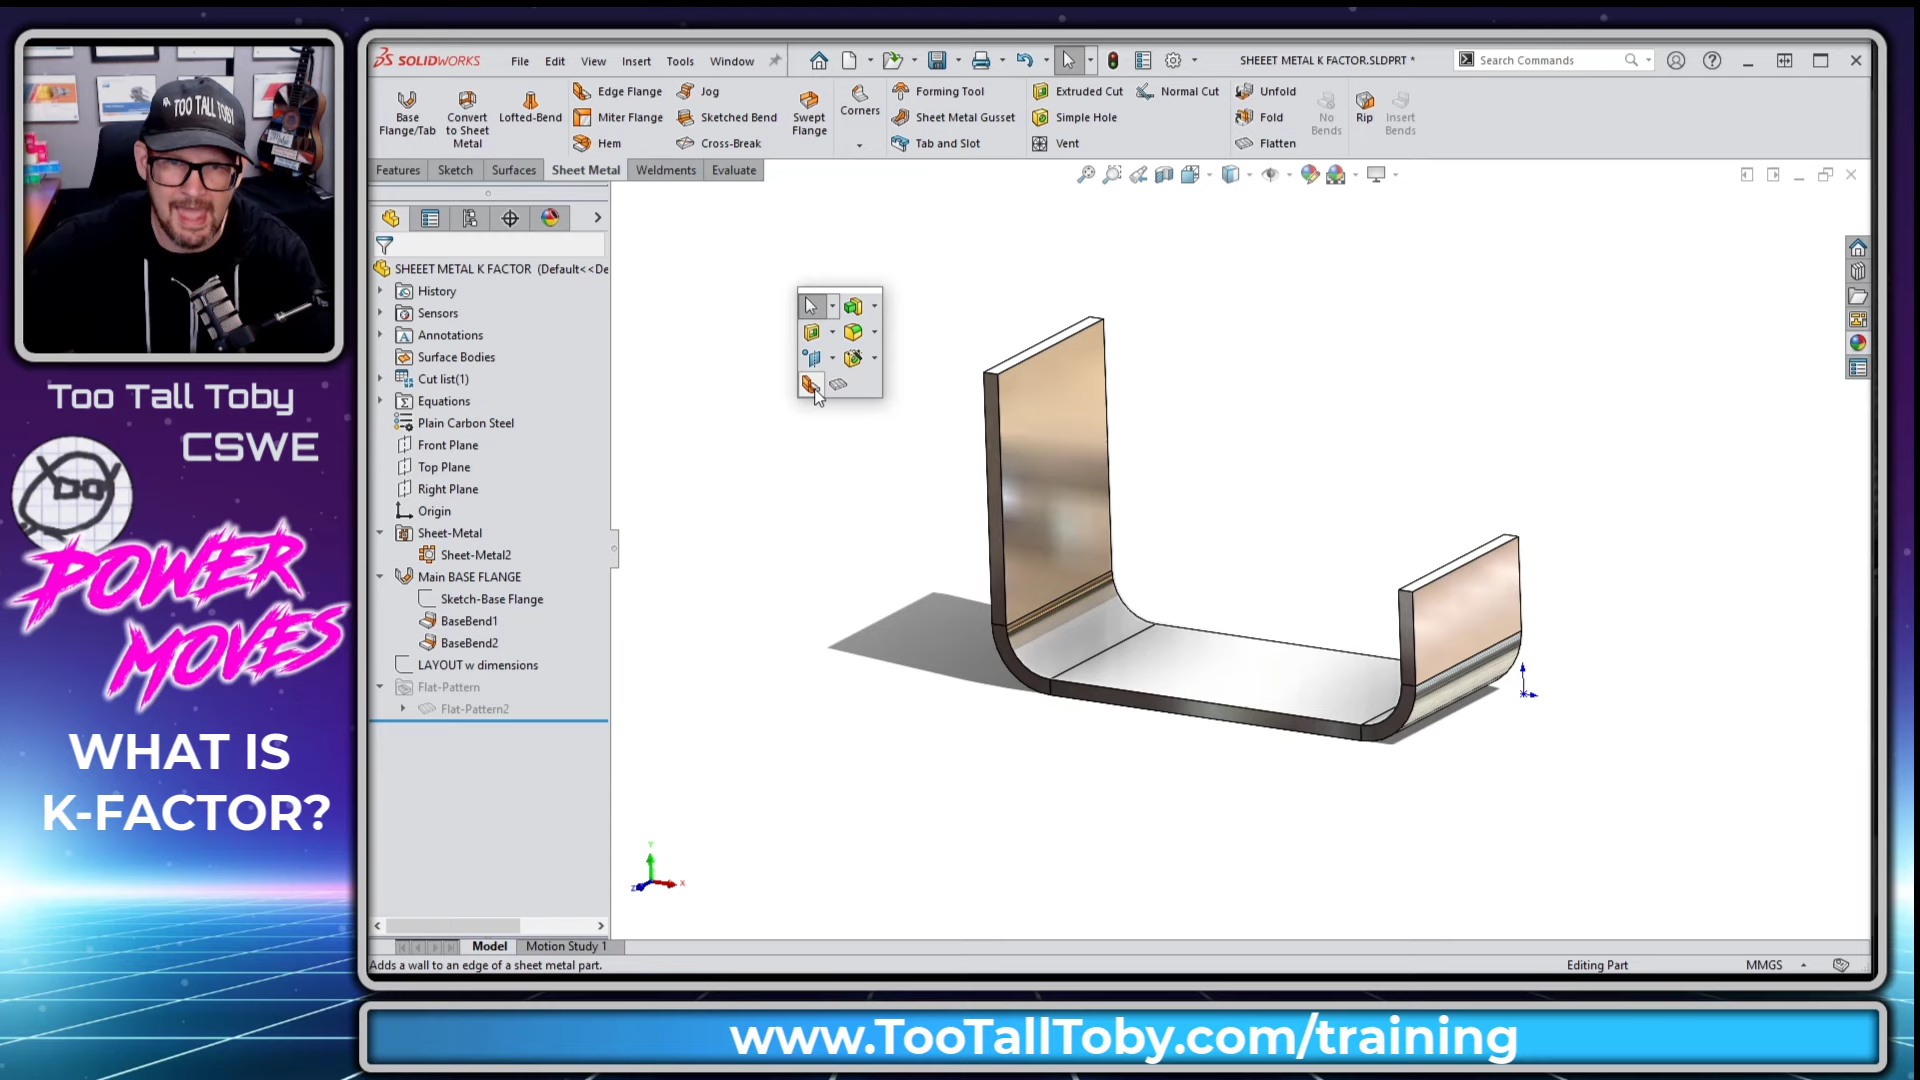 TOO TALL TOBY
Too Tall Toby
CSWE
POWER
MOVES
WHAT IS
K-FACTOR?
SOLIDWORKS
File
Edit
View
Insert
Tools
Window
SHEEET METAL K FACTOR.SLDPRT *
Search Commands
Base
Flange/Tab
Convert
to Sheet
Metal
Lofted-Bend
Edge Flange
Miter Flange
Hem
Jog
Sketched Bend
Cross-Break
Swept
Flange
Corners
Forming Tool
Sheet Metal Gusset
Tab and Slot
Extruded Cut
Simple Hole
Vent
Normal Cut
Unfold
Fold
Flatten
No
Bends
Rip
Insert
Bends
Features
Sketch
Surfaces
Sheet Metal
Weldments
Evaluate
SHEEET METAL K FACTOR (Default<<De
History
Sensors
Annotations
Surface Bodies
Cut list(1)
Equations
Plain Carbon Steel
Front Plane
Top Plane
Right Plane
Origin
Sheet-Metal
Sheet-Metal2
Main BASE FLANGE
Sketch-Base Flange
BaseBend1
BaseBend2
LAYOUT w dimensions
Flat-Pattern
Flat-Pattern2
Y
X
Z
Model
Motion Study 1
Adds a wall to an edge of a sheet metal part.
Editing Part
MMGS
www.TooTallToby.com/training